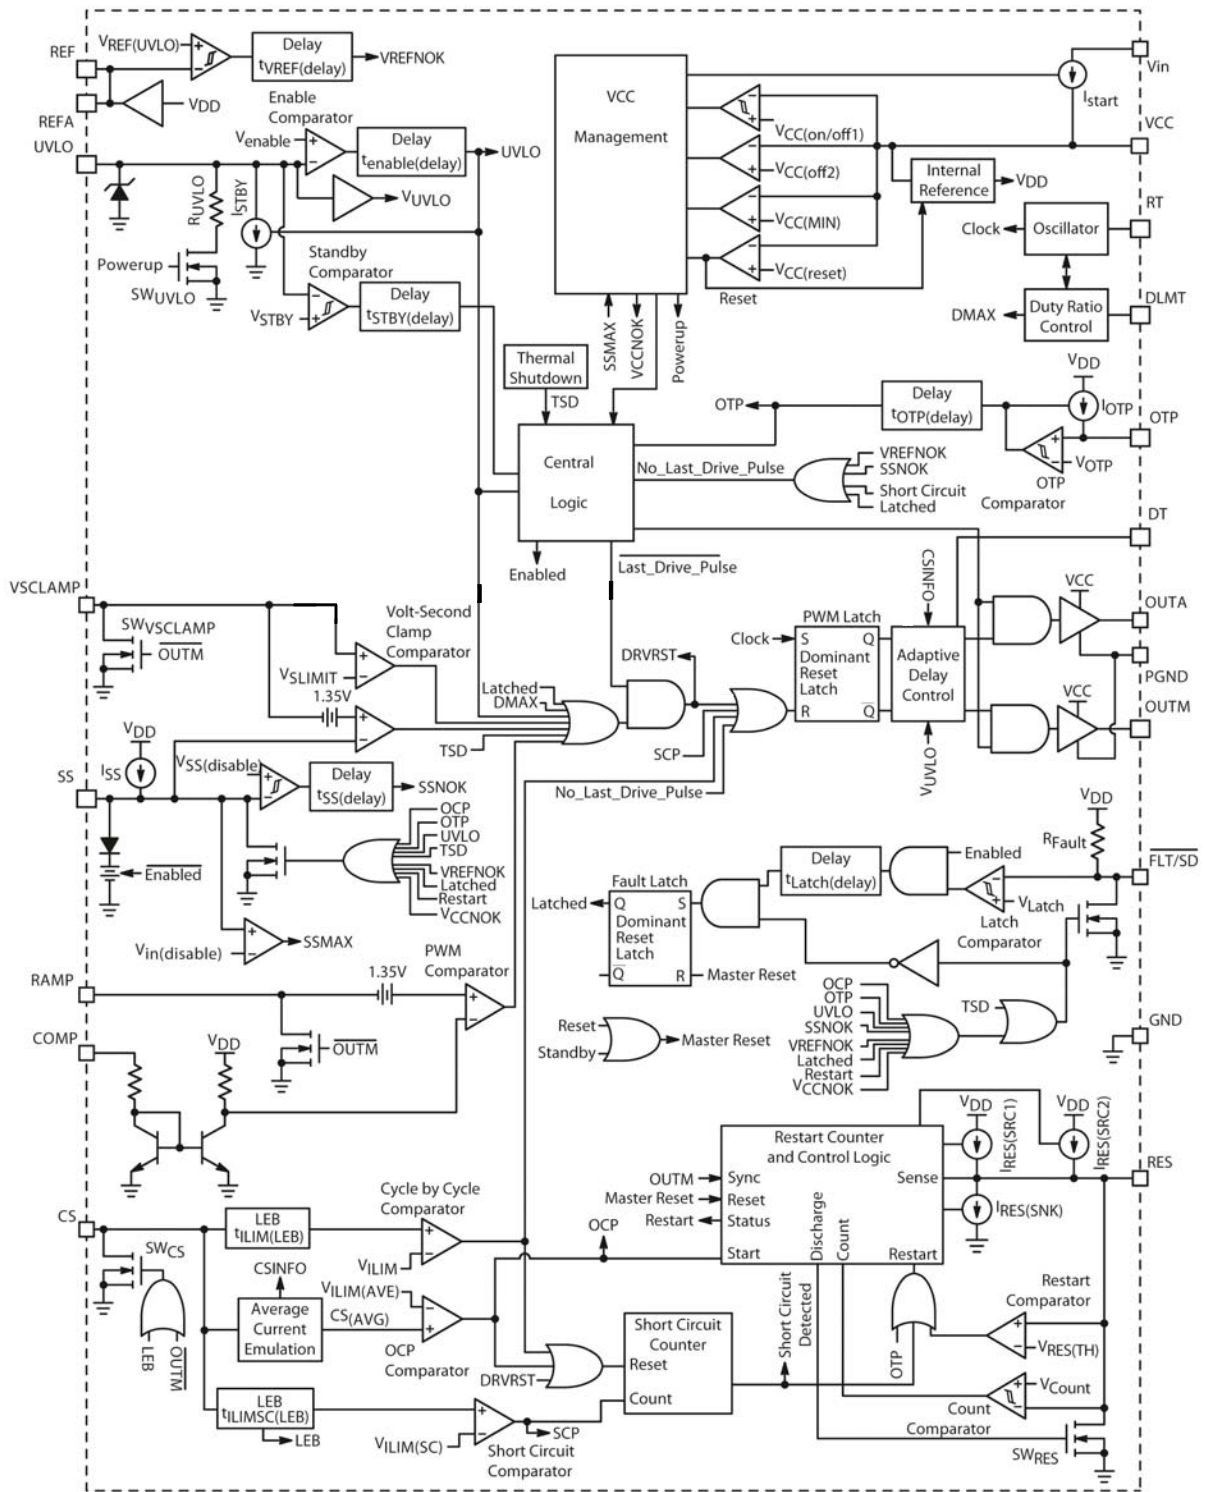 REF
VREF(UVLO)
+
−
Delay
tVREF(delay)
VREFNOK
REFA
VDD
UVLO
Enable
Comparator
Venable
+
−
Delay
tenable(delay)
UVLO
VUVLO
RUVLO
ISTBY
Powerup
SWUVLO
Standby
Comparator
VSTBY
−
+
Delay
tSTBY(delay)
VCC
Management
−
+
VCC(on/off1)
−
+
VCC(off2)
−
+
VCC(MIN)
−
+
VCC(reset)
Reset
SSMAX
VCCNOK
Powerup
Vin
Istart
VCC
Internal
Reference
VDD
RT
Clock
Oscillator
DLMT
DMAX
Duty Ratio
Control
Thermal
Shutdown
TSD
VDD
IOTP
OTP
Delay
tOTP(delay)
OTP
+
−
VOTP
OTP
Comparator
Central
Logic
No_Last_Drive_Pulse
VREFNOK
SSNOK
Short Circuit
Latched
Enabled
Last_Drive_Pulse
DT
CSINFO
VSCLAMP
SWVSCLAMP
OUTM
Volt-Second
Clamp
Comparator
+
−
VSLIMIT
1.35V
+
−
Latched
DMAX
TSD
DRVRST
SCP
No_Last_Drive_Pulse
Clock
PWM Latch
S
Q
Dominant
Reset
Latch
R
Q
Adaptive
Delay
Control
VUVLO
VCC
OUTA
PGND
VCC
OUTM
VDD
ISS
SS
VSS(disable)
+
−
Delay
tSS(delay)
SSNOK
OCP
OTP
UVLO
TSD
VREFNOK
Latched
Restart
VCCNOK
Enabled
Vin(disable)
+
−
SSMAX
VDD
RFault
FLT/SD
Enabled
Delay
tLatch(delay)
−
+
VLatch
Latch
Comparator
Fault Latch
Latched
Q
S
Dominant
Reset
Latch
Q
R
Master Reset
Reset
Standby
Master Reset
OCP
OTP
UVLO
SSNOK
VREFNOK
Latched
Restart
VCCNOK
TSD
GND
RAMP
1.35V
PWM
Comparator
+
−
OUTM
COMP
VDD
Restart Counter
and Control Logic
OUTM
Sync
Master Reset
Reset
Restart
Status
Start
Sense
Discharge
Count
Restart
VDD
IRES(SRC1)
VDD
IRES(SRC2)
RES
IRES(SNK)
CS
LEB
tILIM(LEB)
Cycle by Cycle
Comparator
+
−
VILIM
OCP
SWCS
CSINFO
Average
Current
Emulation
VILIM(AVE)
CS(AVG)
−
+
OCP
Comparator
LEB
OUTM
DRVRST
Short Circuit
Counter
Reset
Count
Short Circuit
Detected
OTP
Restart
Comparator
+
−
VRES(TH)
+
−
VCount
Count
Comparator
LEB
tILIMSC(LEB)
LEB
+
−
VILIM(SC)
SCP
Short Circuit
Comparator
SWRES